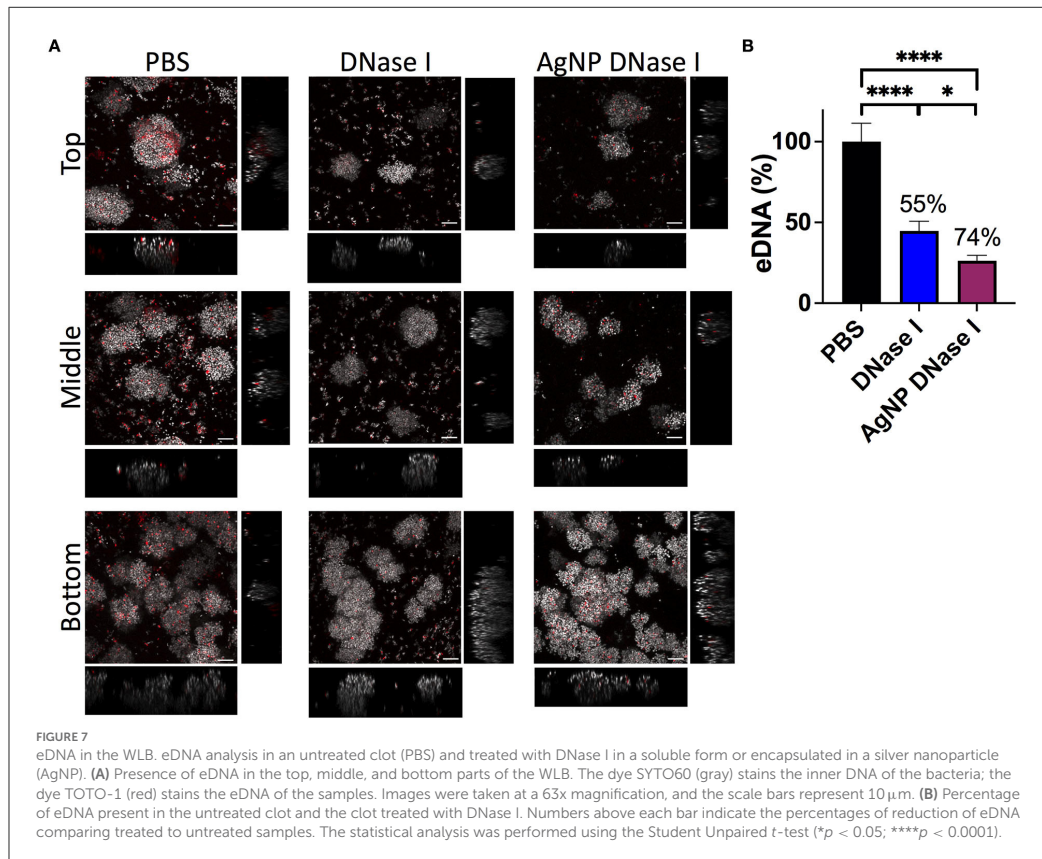 A
PBS
DNase I
AgNP DNase I
Top
Middle
Bottom
B
****
**** *
eDNA (%)
100
50
0
55%
74%
PBS
DNase I
AgNP DNase I
FIGURE 7
eDNA in the WLB. eDNA analysis in an untreated clot (PBS) and treated with DNase I in a soluble form or encapsulated in a silver nanoparticle
(AgNP). (A) Presence of eDNA in the top, middle, and bottom parts of the WLB. The dye SYTO60 (gray) stains the inner DNA of the bacteria; the
dye TOTO-1 (red) stains the eDNA of the samples. Images were taken at a 63x magnification, and the scale bars represent 10 μm. (B) Percentage
of eDNA present in the untreated clot and the clot treated with DNase I. Numbers above each bar indicate the percentages of reduction of eDNA
comparing treated to untreated samples. The statistical analysis was performed using the Student Unpaired t-test (*p < 0.05; ****p < 0.0001).